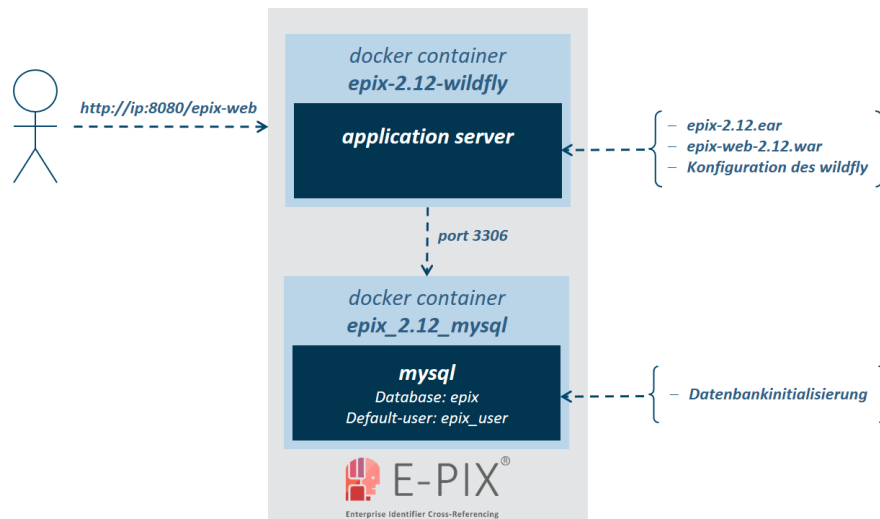 docker container
epix-2.12-wildfly
http://ip:8080/epix-web
application server
– epix-2.12.ear
– epix-web-2.12.war
– Konfiguration des wildfly
port 3306
docker container
epix_2.12_mysql
mysql
Database: epix
Default-user: epix_user
– Datenbankinitialisierung
E-PIX®
Enterprise Identifier Cross-Referencing